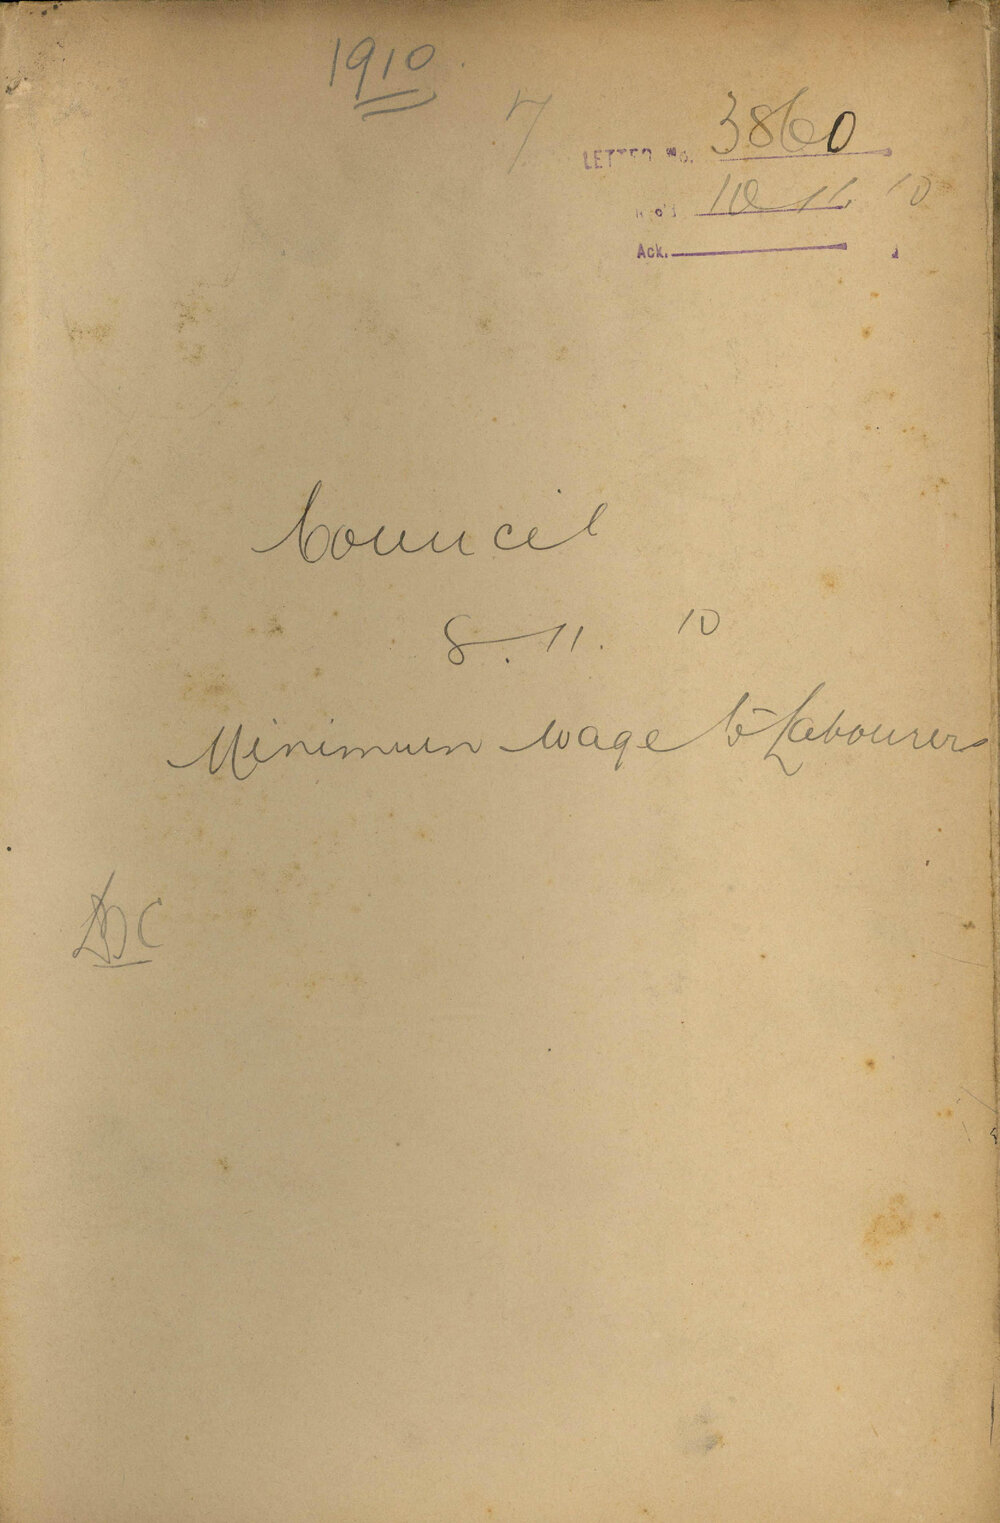 1910
7
LETTER No. 3860
Rec'd 10 11 10
Ack.
Council
8. 11. 10
Minimum wage to Labourers